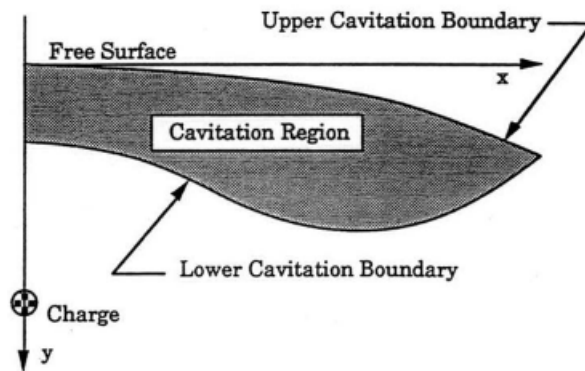 Upper Cavitation Boundary
Free Surface
x
Cavitation Region
Lower Cavitation Boundary
Charge
y